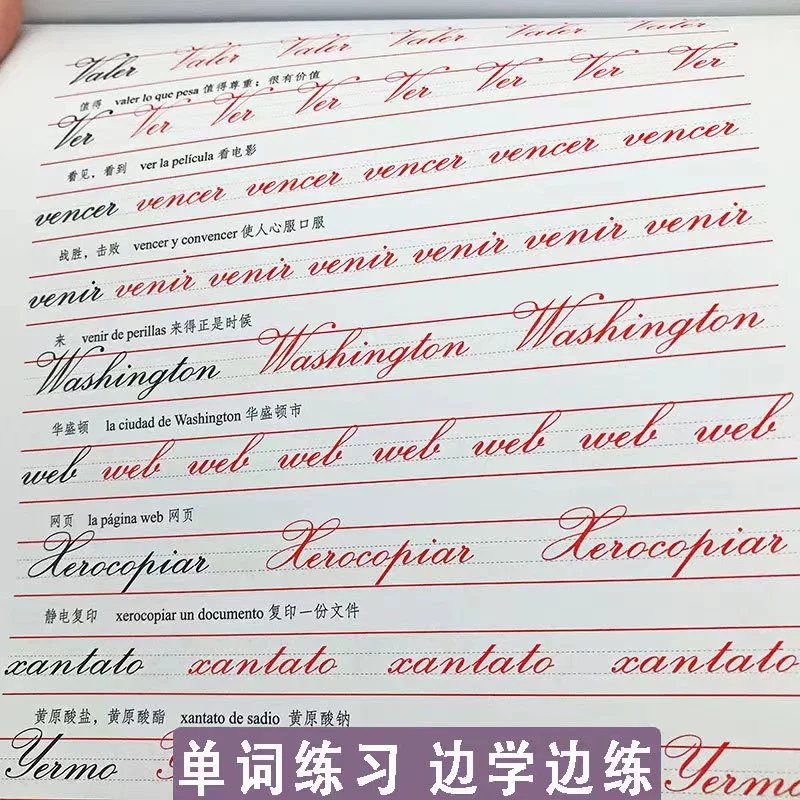 Valer Valer Valer Valer Valer Valer
值得 valer lo que pesa 值得尊重；很有价值
Ver Ver Ver Ver Ver Ver Ver Ver
看见，看到 ver la película 看电影
vencer vencer vencer vencer vencer vencer
战胜，击败 vencer y convencer 使人心服口服
venir venir venir venir venir venir venir
来 venir de perillas 来得正是时候
Washington Washington Washington
华盛顿 la ciudad de Washington 华盛顿市
web web web web web web web web
网页 la página web 网页
Xerocopiar Xerocopiar Xerocopiar
静电复印 xerocopiar un documento 复印一份文件
xantato xantato xantato xantato
黄原酸盐，黄原酸酯 xantato de sadio 黄原酸钠
Yermo Yermo
单词练习 边学边练